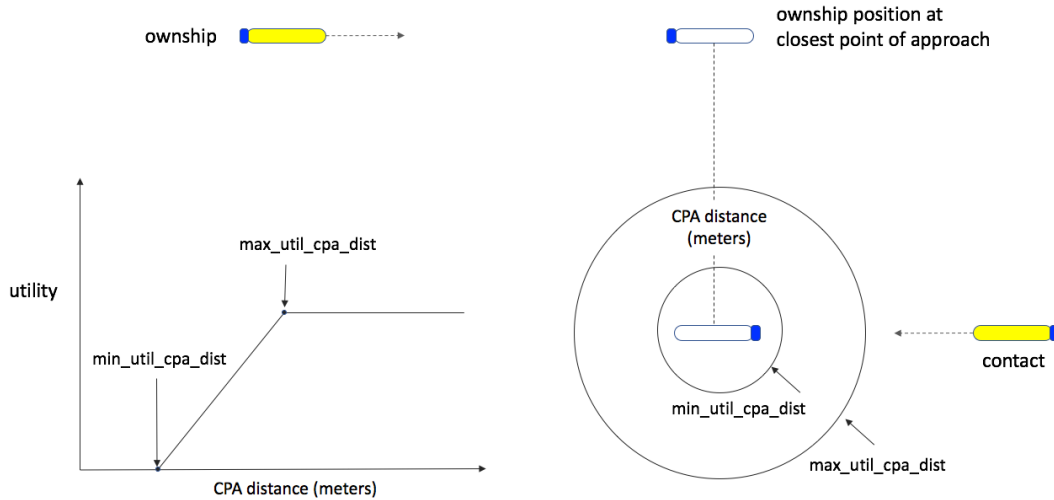 ownship
ownship position at
closest point of approach
CPA distance
(meters)
max_util_cpa_dist
utility
min_util_cpa_dist
contact
min_util_cpa_dist
max_util_cpa_dist
CPA distance (meters)